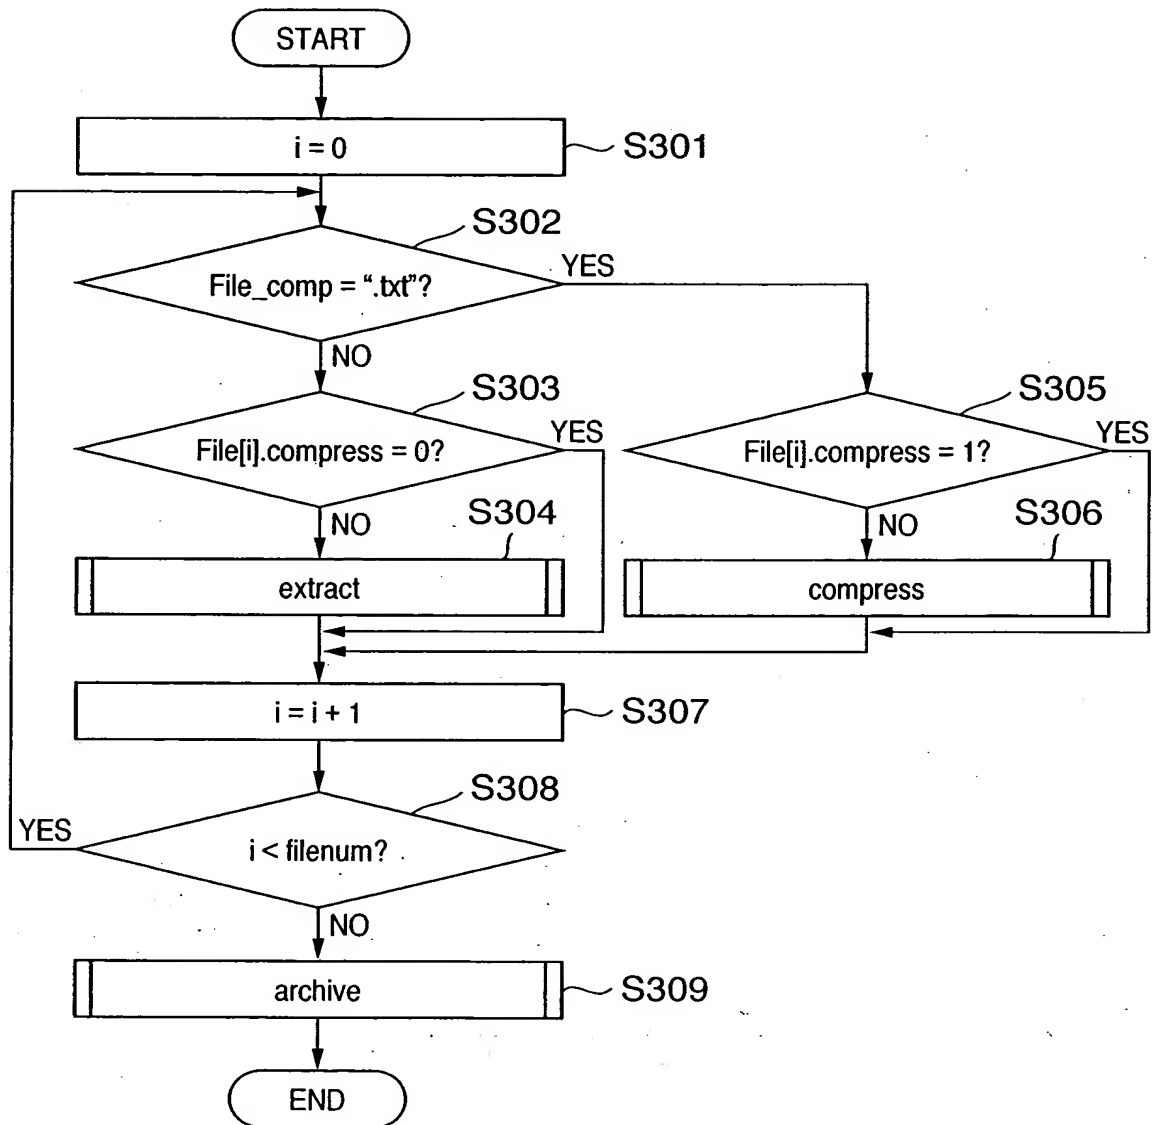 START
i = 0
S301
S302
File_comp = “.txt”?
YES
NO
S303
File[i].compress = 0?
YES
NO
S305
File[i].compress = 1?
YES
NO
S304
extract
S306
compress
i = i + 1
S307
S308
i < filenum?
YES
NO
archive
S309
END